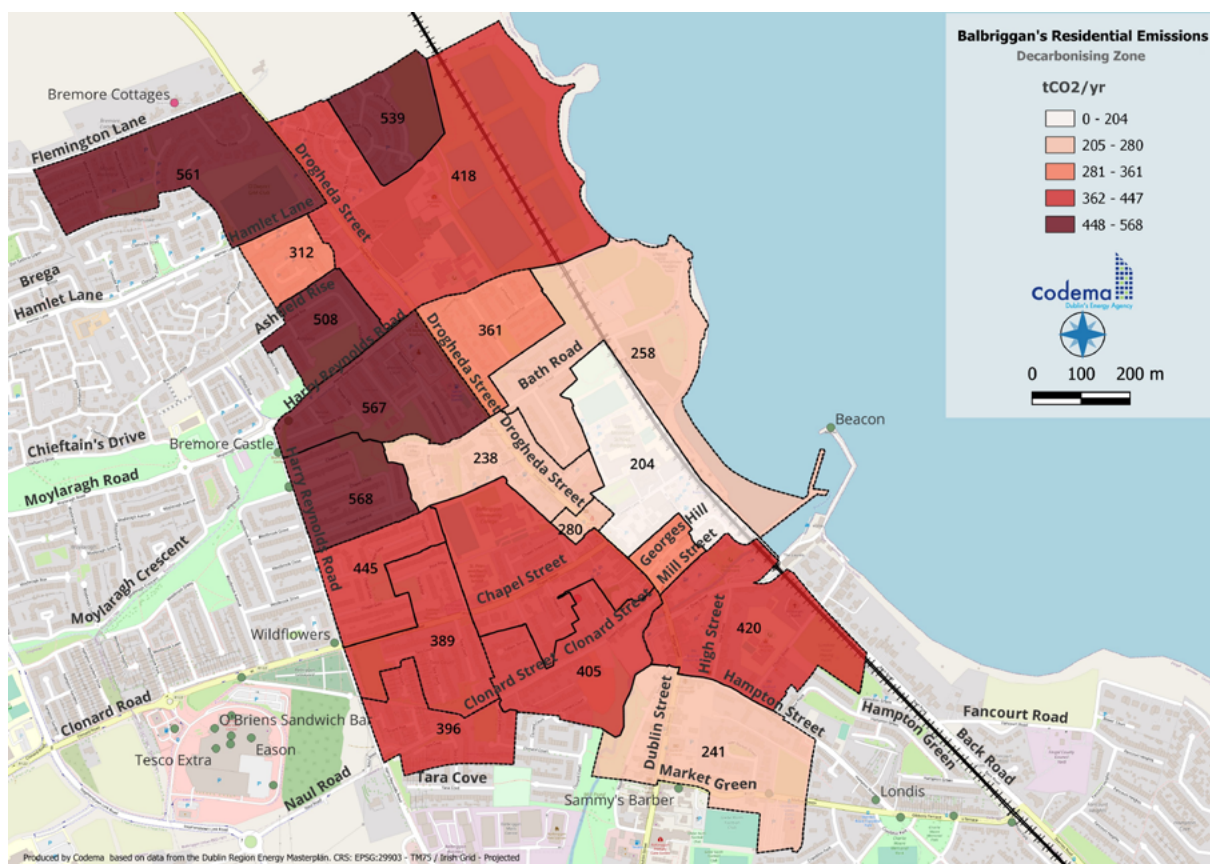 Balbriggan's Residential Emissions
Decarbonising Zone
tCO2/yr
0 - 204
205 - 280
281 - 361
362 - 447
448 - 568
Codema
Dublin's Energy Agency
0 100 200 m
Bremore Cottages
Flemington Lane
539
561
Drogheda Street
418
Hamlet Lane
312
Brega
Hamlet Lane
Ashfield Rise
508
Harry Reynolds Road
361
Drogheda Street
Bath Road
258
567
Beacon
Chieftain's Drive
Bremore Castle
Moylaragh Road
Harry Reynolds Road
238
Drogheda Street
204
568
280
Georges Hill
Mill Street
Moylaragh Crescent
445
Chapel Street
Clonard Street
High Street
420
Wildflowers
389
Clonard Street
405
Hampton Street
Clonard Road
O'Briens Sandwich Bar
Eason
Tesco Extra
396
Dublin Street
241
Hampton Green
Fancourt Road
Back Road
Naul Road
Tara Cove
Market Green
Sammy's Barber
Londis
Produced by Codema based on data from the Dublin Region Energy Masterplan. CRS: EPSG:29903 - TM75 / Irish Grid - Projected